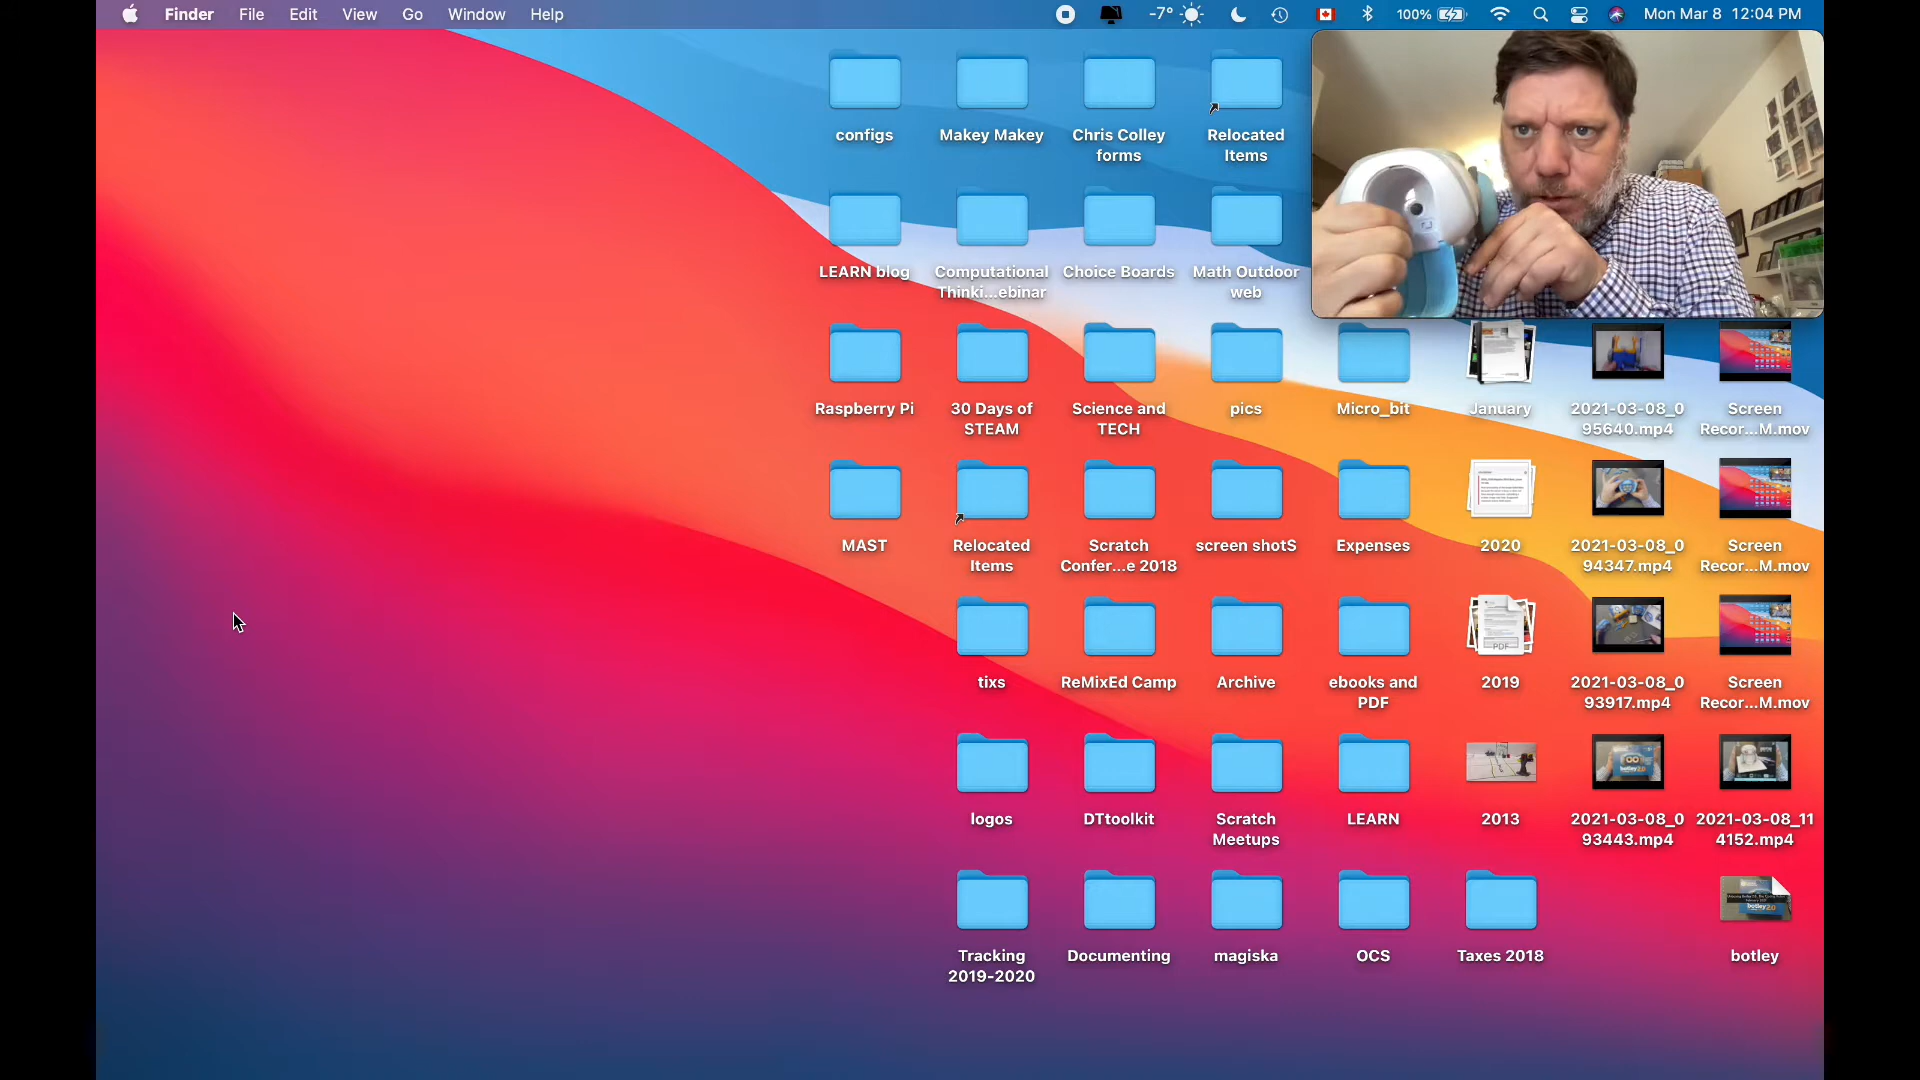 Finder File Edit View Go Window Help -7° 100% Mon Mar 8 12:04 PM
configs
Makey Makey
Chris Colley
forms
Relocated
Items
LEARN blog
Computational
Thinki...ebinar
Choice Boards
Math Outdoor
web
Raspberry Pi
30 Days of
STEAM
Science and
TECH
pics
Micro_bit
January
2021-03-08_0
95640.mp4
Screen
Recor...M.mov
MAST
Relocated
Items
Scratch
Confer...e 2018
screen shotS
Expenses
2020
2021-03-08_0
94347.mp4
Screen
Recor...M.mov
tixs
ReMixEd Camp
Archive
ebooks and
PDF
PDF
2019
2021-03-08_0
93917.mp4
Screen
Recor...M.mov
logos
DTtoolkit
Scratch
Meetups
LEARN
2013
2021-03-08_0
93443.mp4
2021-03-08_11
4152.mp4
Tracking
2019-2020
Documenting
magiska
OCS
Taxes 2018
botley 2.0
botley